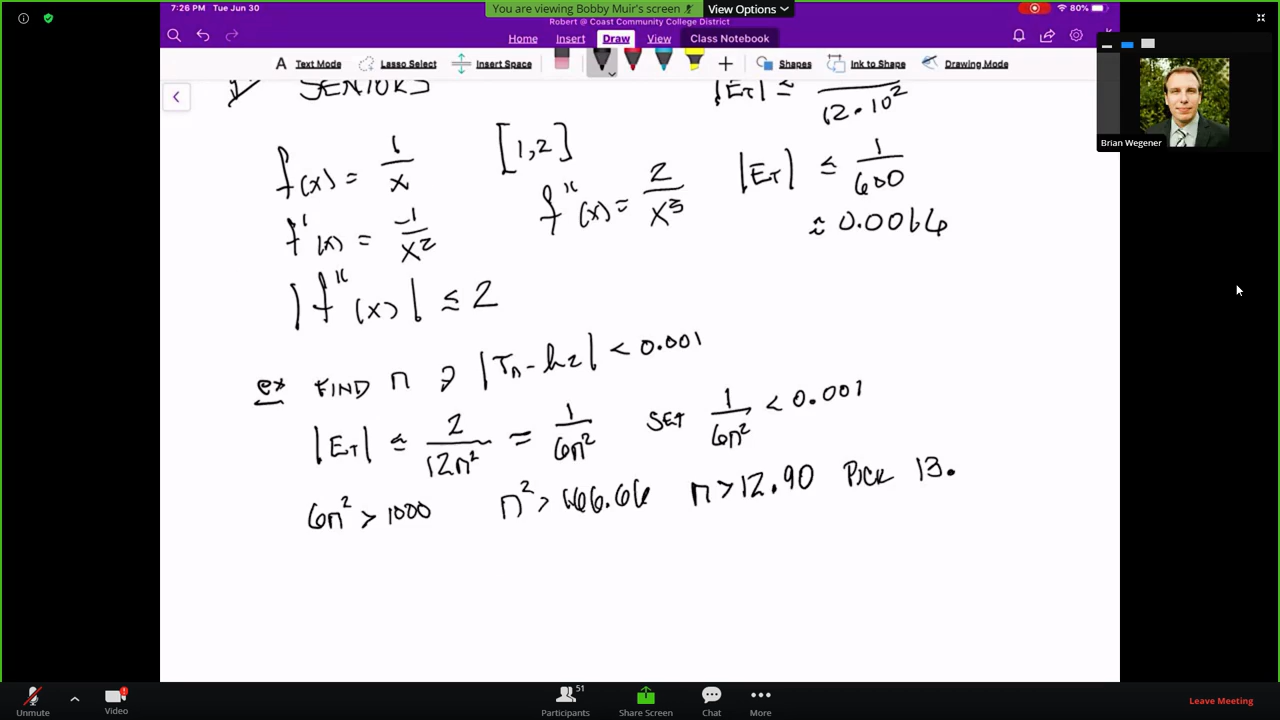 You are viewing Bobby Muir's screen View Options
7:26 PM Tue Jun 30
80%
Robert @ Coast Community College District
Home Insert Draw View Class Notebook
A Text Mode Lasso Select Insert Space Shapes Ink to Shape Drawing Mode
Brian Wegener
SENIORS
|E_T| ≤ ――― 12·10²
f(x) = 1/x [1,2]
f'(x) = -1/x² f''(x) = 2/x³
|E_T| ≤ 1/600
≈ 0.0016
|f''(x)| ≤ 2
ex FIND n ∋ |T_n - ln 2| < 0.001
|E_T| ≤ 2/12n² = 1/6n² SET 1/6n² < 0.001
6n² > 1000 n² > 166.66 n > 12.90 PICK 13.
51
Unmute Video Participants Share Screen Chat More
Leave Meeting